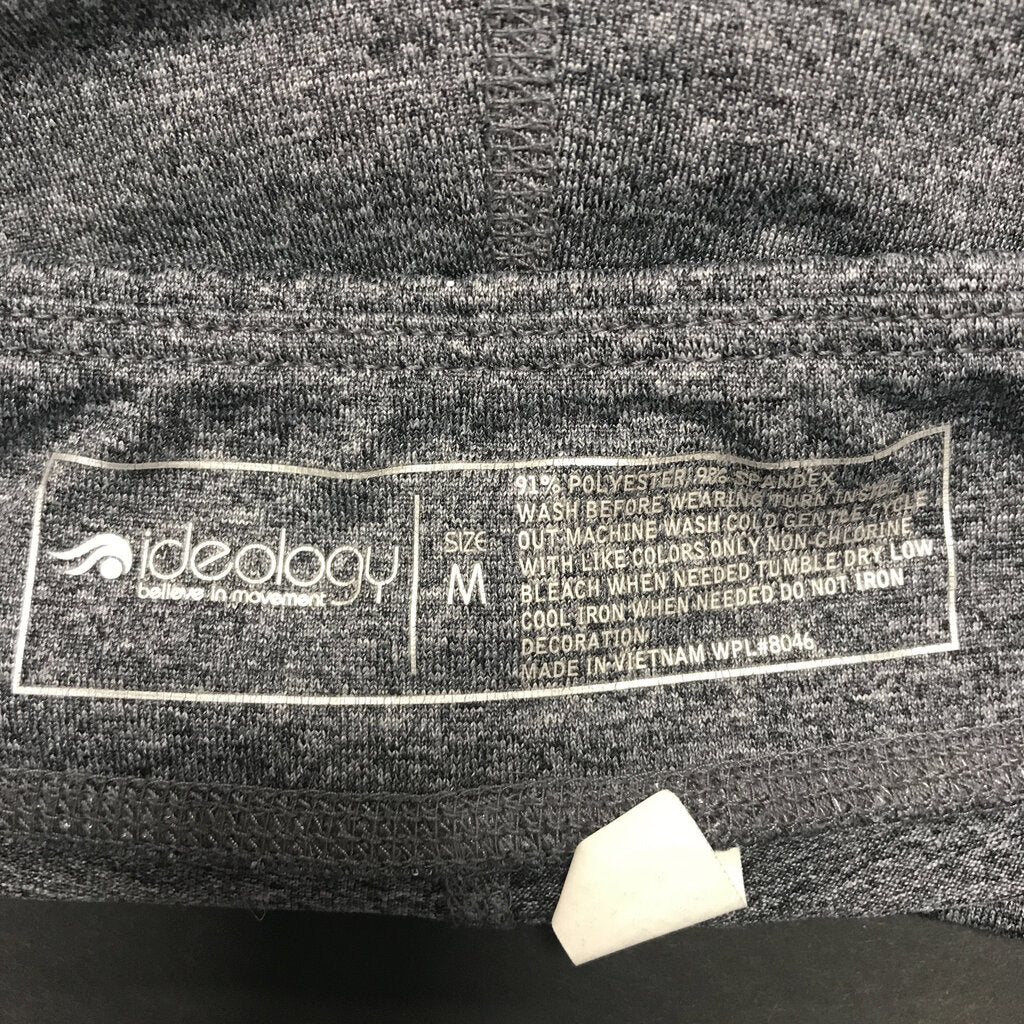 ideology
believe in movement
SIZE
M
91% POLYESTER/ 9% SPANDEX
WASH BEFORE WEARING TURN INSIDE
OUT MACHINE WASH COLD GENTLE CYCLE
WITH LIKE COLORS ONLY NON CHLORINE
BLEACH WHEN NEEDED TUMBLE DRY LOW
COOL IRON WHEN NEEDED DO NOT IRON
DECORATION
MADE IN VIETNAM WPL#8046